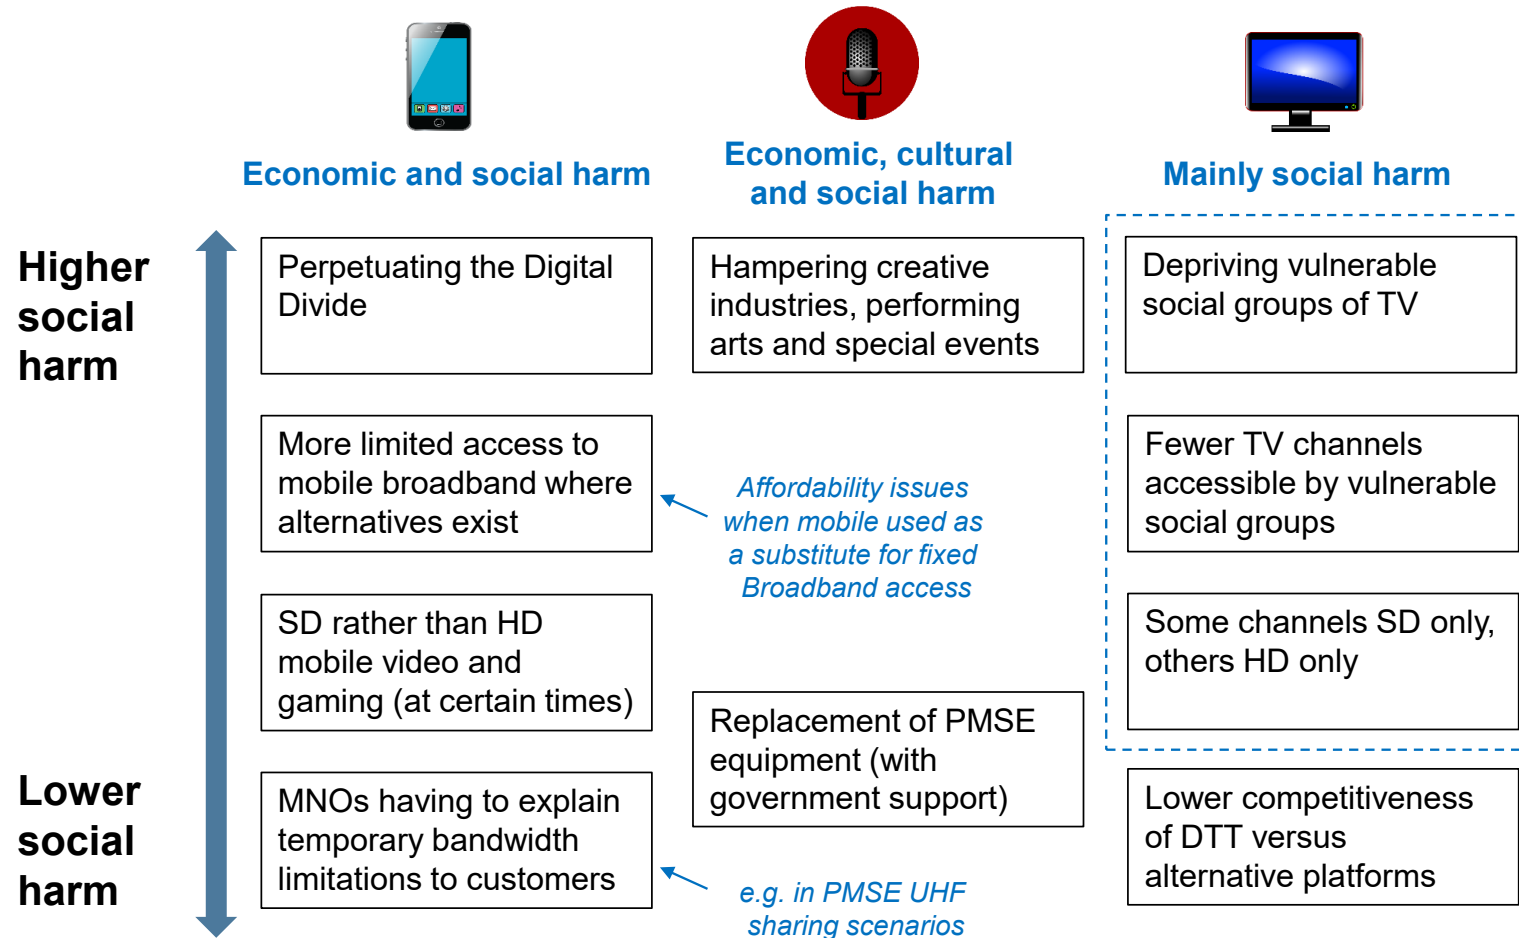 Economic and social harm
Economic, cultural
and social harm
Mainly social harm
Higher
social
harm
Perpetuating the Digital
Divide
Hampering creative
industries, performing
arts and special events
Depriving vulnerable
social groups of TV
More limited access to
mobile broadband where
alternatives exist
Affordability issues
when mobile used as
a substitute for fixed
Broadband access
Fewer TV channels
accessible by vulnerable
social groups
SD rather than HD
mobile video and
gaming (at certain times)
Some channels SD only,
others HD only
Replacement of PMSE
equipment (with
government support)
Lower
social
harm
MNOs having to explain
temporary bandwidth
limitations to customers
e.g. in PMSE UHF
sharing scenarios
Lower competitiveness
of DTT versus
alternative platforms